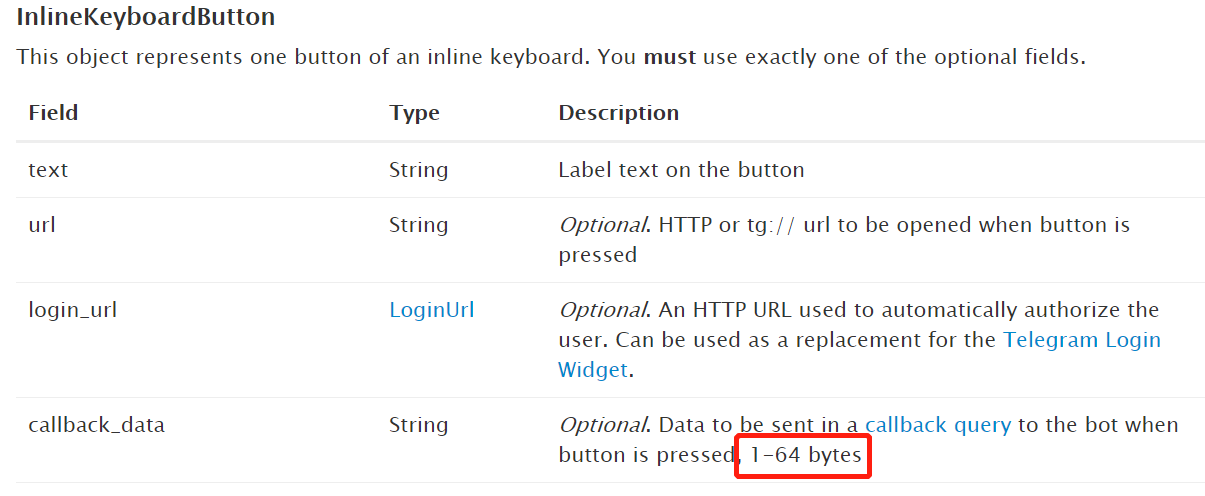 InlineKeyboardButton
This object represents one button of an inline keyboard. You must use exactly one of the optional fields.
Field Type Description
text String Label text on the button
url String Optional. HTTP or tg:// url to be opened when button is
pressed
login_url LoginUrl Optional. An HTTP URL used to automatically authorize the
user. Can be used as a replacement for the Telegram Login
Widget.
callback_data String Optional. Data to be sent in a callback query to the bot when
button is pressed, 1-64 bytes